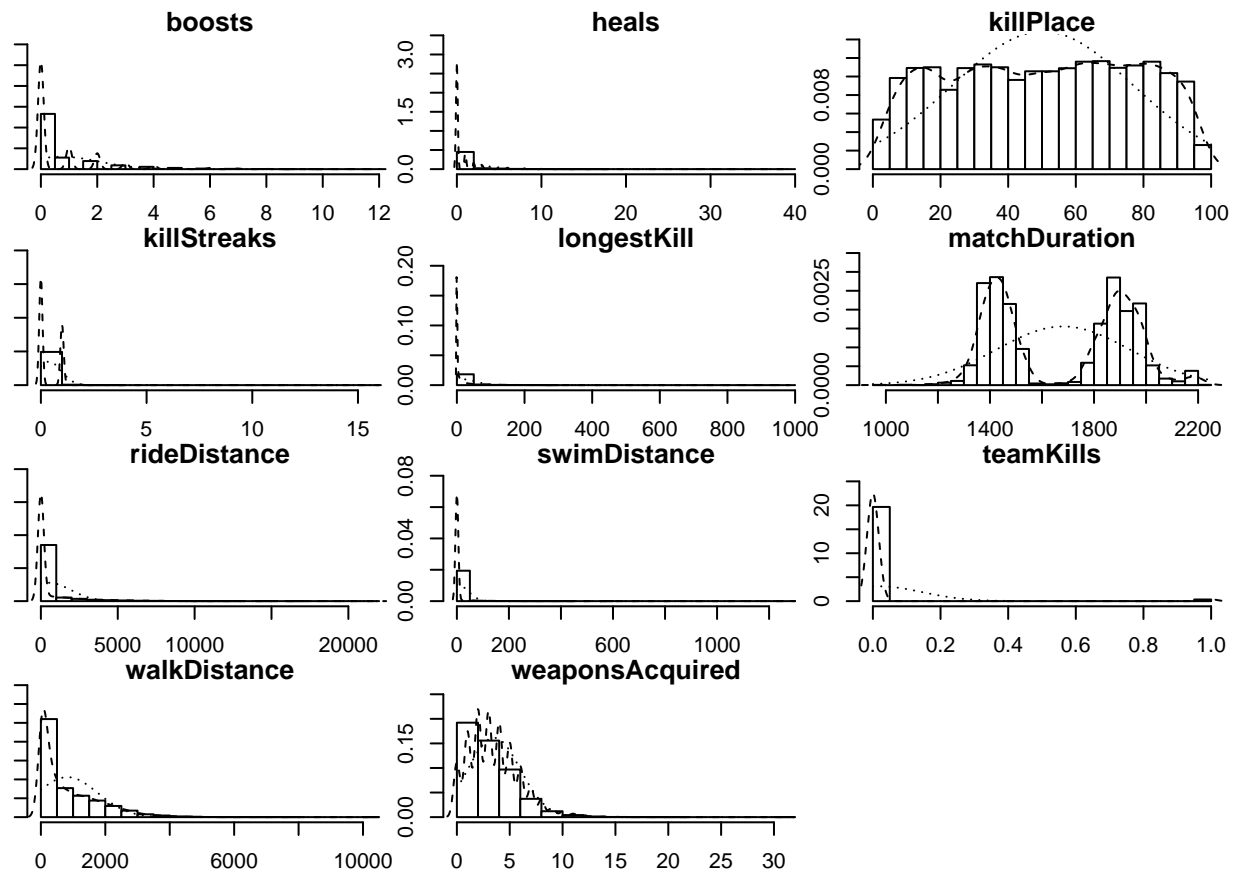 boosts
0 2 4 6 8 10 12
heals
0.0 1.5 3.0
0 10 20 30 40
killPlace
0.000 0.008
0 20 40 60 80 100
killStreaks
0 5 10 15
longestKill
0.00 0.10 0.20
0 200 400 600 800 1000
matchDuration
0.0000 0.0025
1000 1400 1800 2200
rideDistance
0 5000 10000 20000
swimDistance
0.00 0.04 0.08
0 200 600 1000
teamKills
0 10 20
0.0 0.2 0.4 0.6 0.8 1.0
walkDistance
0 2000 6000 10000
weaponsAcquired
0.00 0.15
0 5 10 15 20 25 30